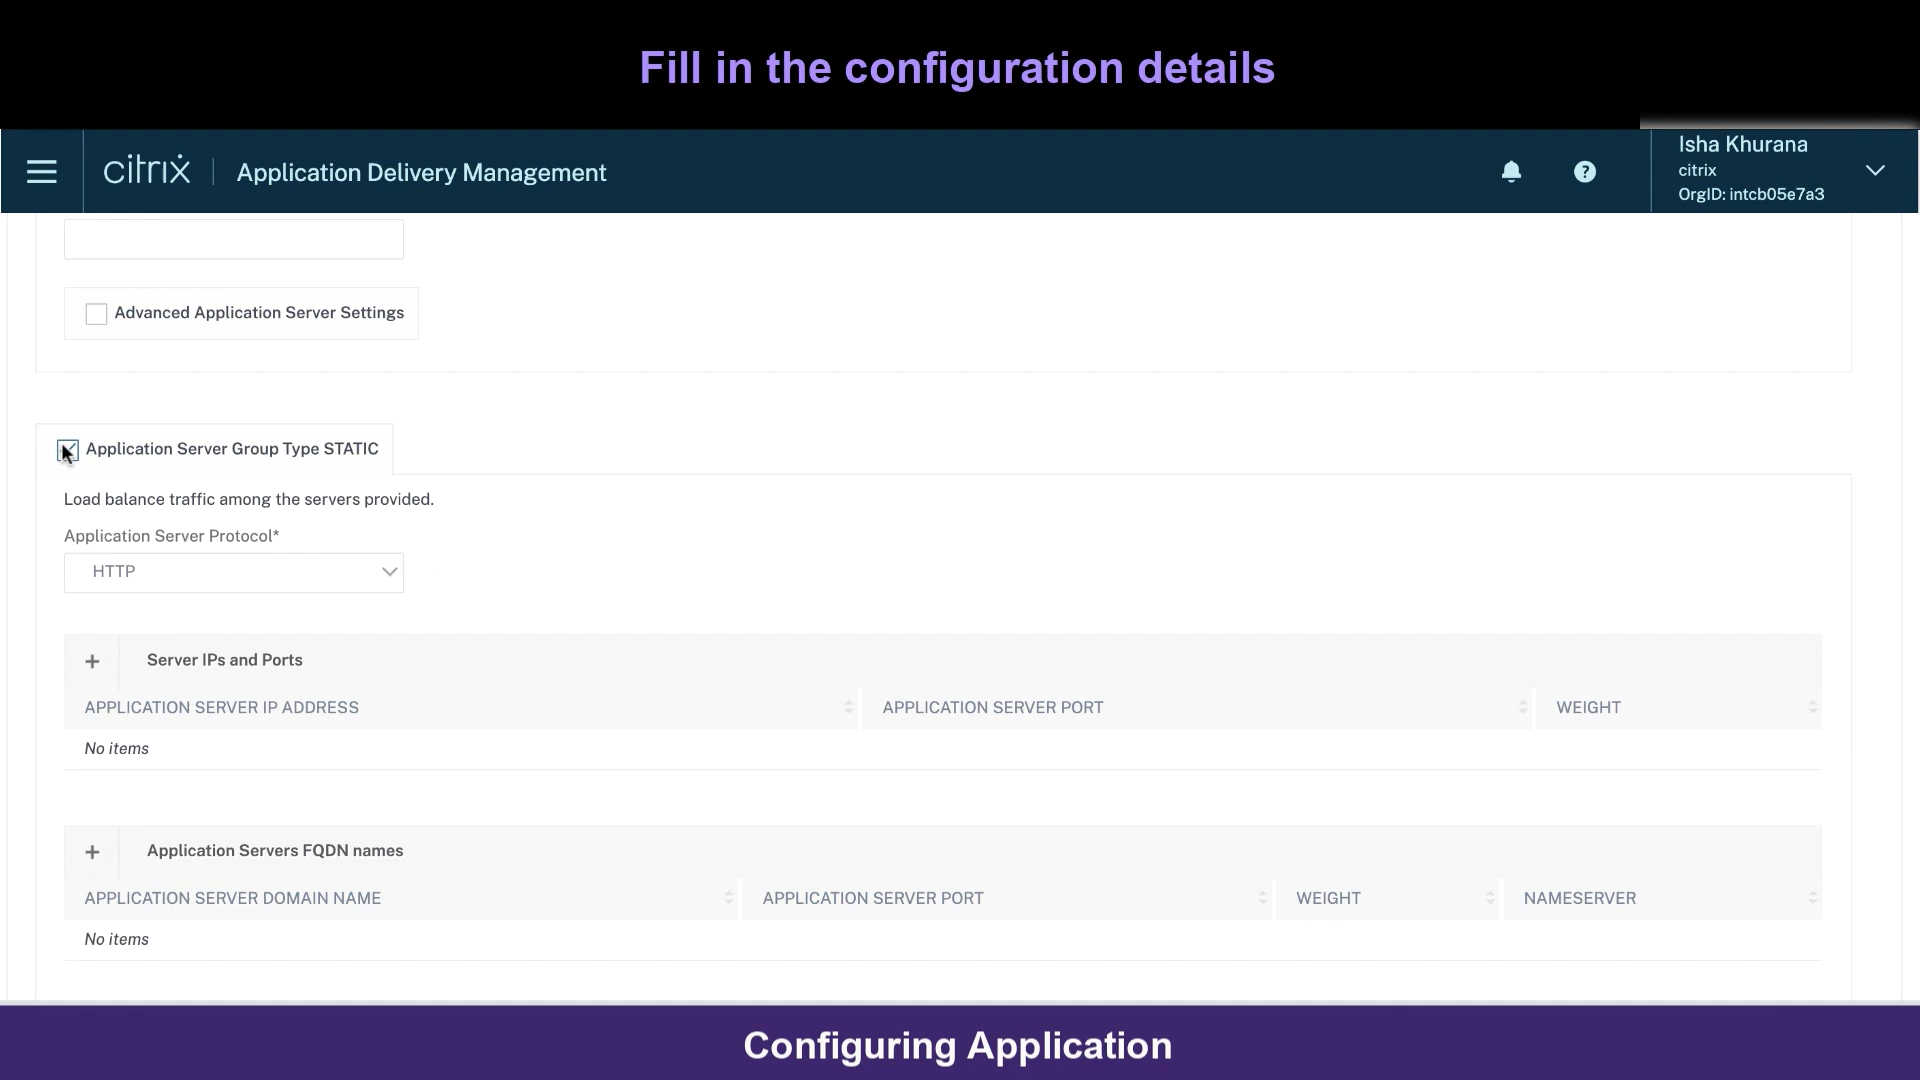 Fill in the configuration details
citrix
Application Delivery Management
?
Isha Khurana
citrix
OrgID: intcb05e7a3
Advanced Application Server Settings
Application Server Group Type STATIC
Load balance traffic among the servers provided.
Application Server Protocol*
HTTP
+ Server IPs and Ports
APPLICATION SERVER IP ADDRESS APPLICATION SERVER PORT WEIGHT
No items
+ Application Servers FQDN names
APPLICATION SERVER DOMAIN NAME APPLICATION SERVER PORT WEIGHT NAMESERVER
No items
Configuring Application